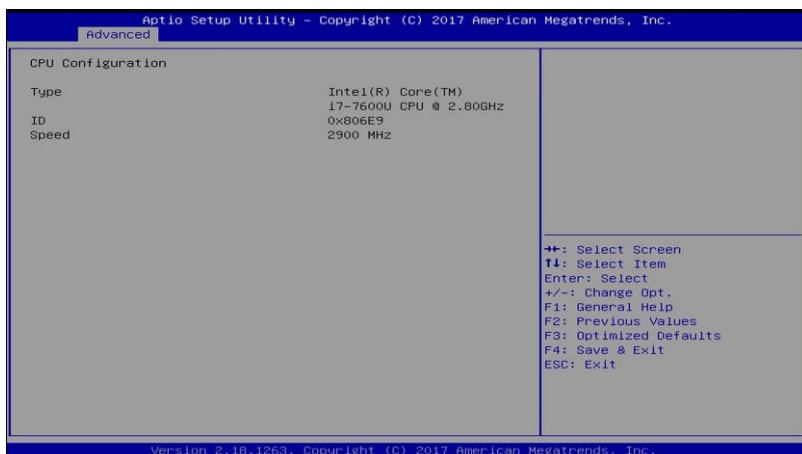 Aptio Setup Utility – Copyright (C) 2017 American Megatrends, Inc.
Advanced
CPU Configuration
Type Intel(R) Core(TM)
i7-7600U CPU @ 2.80GHz
ID 0x806E9
Speed 2900 MHz
→←: Select Screen
↑↓: Select Item
Enter: Select
+/-: Change Opt.
F1: General Help
F2: Previous Values
F3: Optimized Defaults
F4: Save & Exit
ESC: Exit
Version 2.18.1263. Copyright (C) 2017 American Megatrends, Inc.